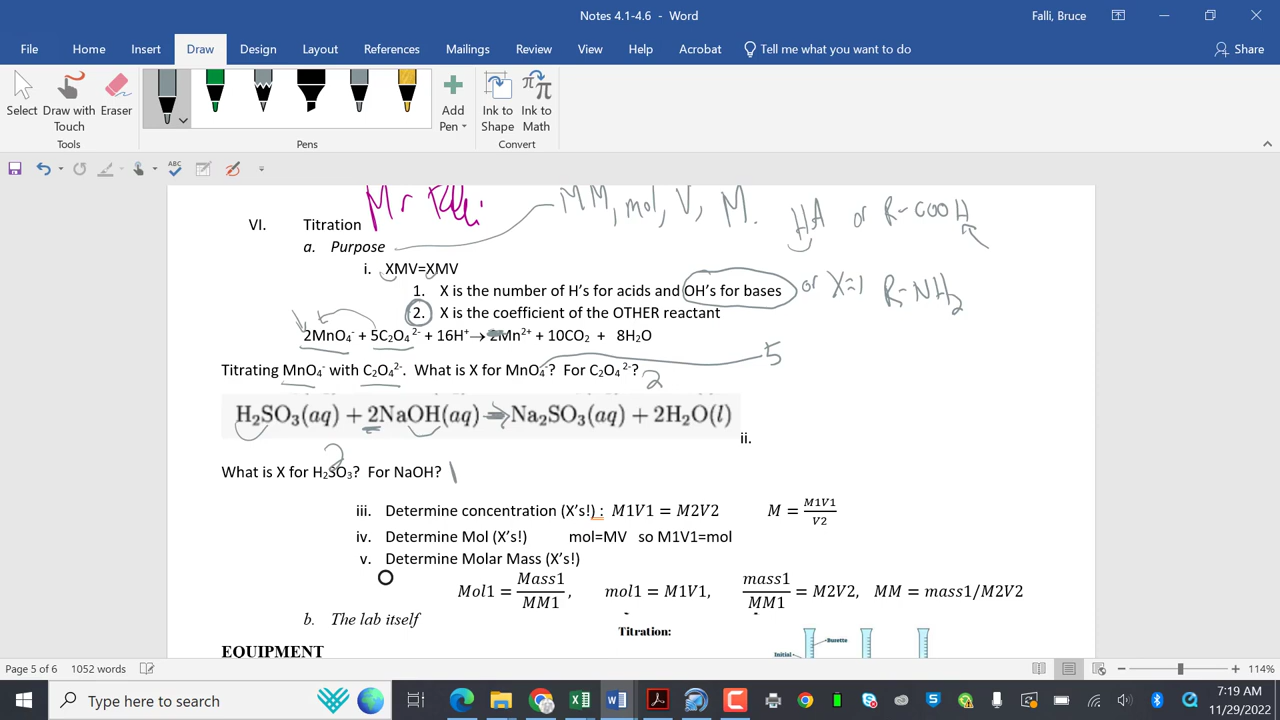 Notes 4.1-4.6 - Word
Falli, Bruce
File Home Insert Draw Design Layout References Mailings Review View Help Acrobat Tell me what you want to do Share
Select
Draw with Touch
Eraser
Add Pen
Ink to Shape
Ink to Math
Tools
Pens
Convert
Mr Falli
MM, mol, V, M.
HA or R-COOH
VI. Titration
a. Purpose
i. XMV=XMV
1. X is the number of H's for acids and OH's for bases or X=1 R-NH2
2. X is the coefficient of the OTHER reactant
2MnO₄⁻ + 5C₂O₄²⁻ + 16H⁺→2Mn²⁺ + 10CO₂ + 8H₂O
5
Titrating MnO₄⁻ with C₂O₄²⁻. What is X for MnO₄⁻? For C₂O₄²⁻? 2
H₂SO₃(aq) + 2NaOH(aq) → Na₂SO₃(aq) + 2H₂O(l)
ii.
2
What is X for H₂SO₃? For NaOH? 1
iii. Determine concentration (X's!) : M1V1 = M2V2 M = M1V1/V2
iv. Determine Mol (X's!) mol=MV so M1V1=mol
v. Determine Molar Mass (X's!)
Mol1 = Mass1/MM1, mol1 = M1V1, mass1/MM1 = M2V2, MM = mass1/M2V2
b. The lab itself
Titration:
Burette
Initial
EQUIPMENT
Page 5 of 6 1052 words
114%
Type here to search
7:19 AM
11/29/2022